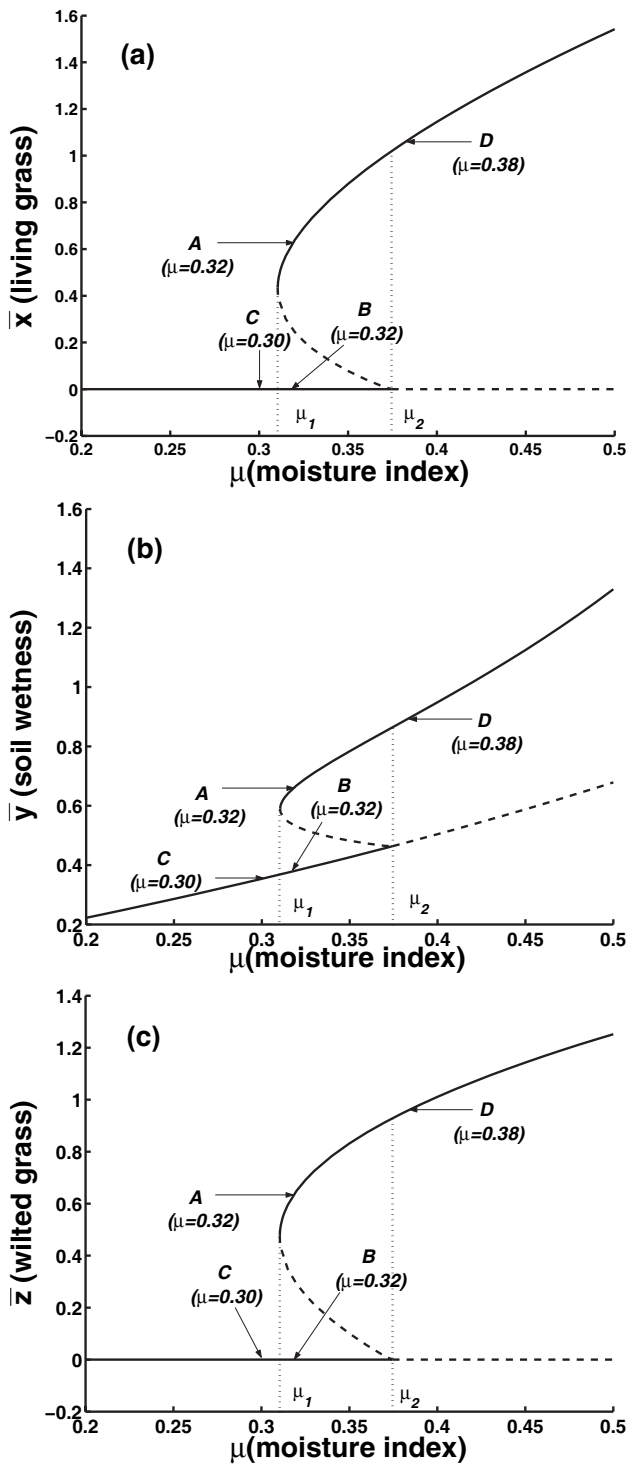 (a)
x̅ (living grass)
1.6
1.4
1.2
1
0.8
0.6
0.4
0.2
0
−0.2
D
(μ=0.38)
A
(μ=0.32)
C
(μ=0.30)
B
(μ=0.32)
μ1
μ2
0.2 0.25 0.3 0.35 0.4 0.45 0.5
μ(moisture index)
(b)
y̅ (soil wetness)
1.6
1.4
1.2
1
0.8
0.6
0.4
0.2
D
(μ=0.38)
A
(μ=0.32)
B
(μ=0.32)
C
(μ=0.30)
μ1
μ2
0.2 0.25 0.3 0.35 0.4 0.45 0.5
μ(moisture index)
(c)
z̅ (wilted grass)
1.4
1.2
1
0.8
0.6
0.4
0.2
0
−0.2
D
(μ=0.38)
A
(μ=0.32)
C
(μ=0.30)
B
(μ=0.32)
μ1
μ2
0.2 0.25 0.3 0.35 0.4 0.45 0.5
μ(moisture index)